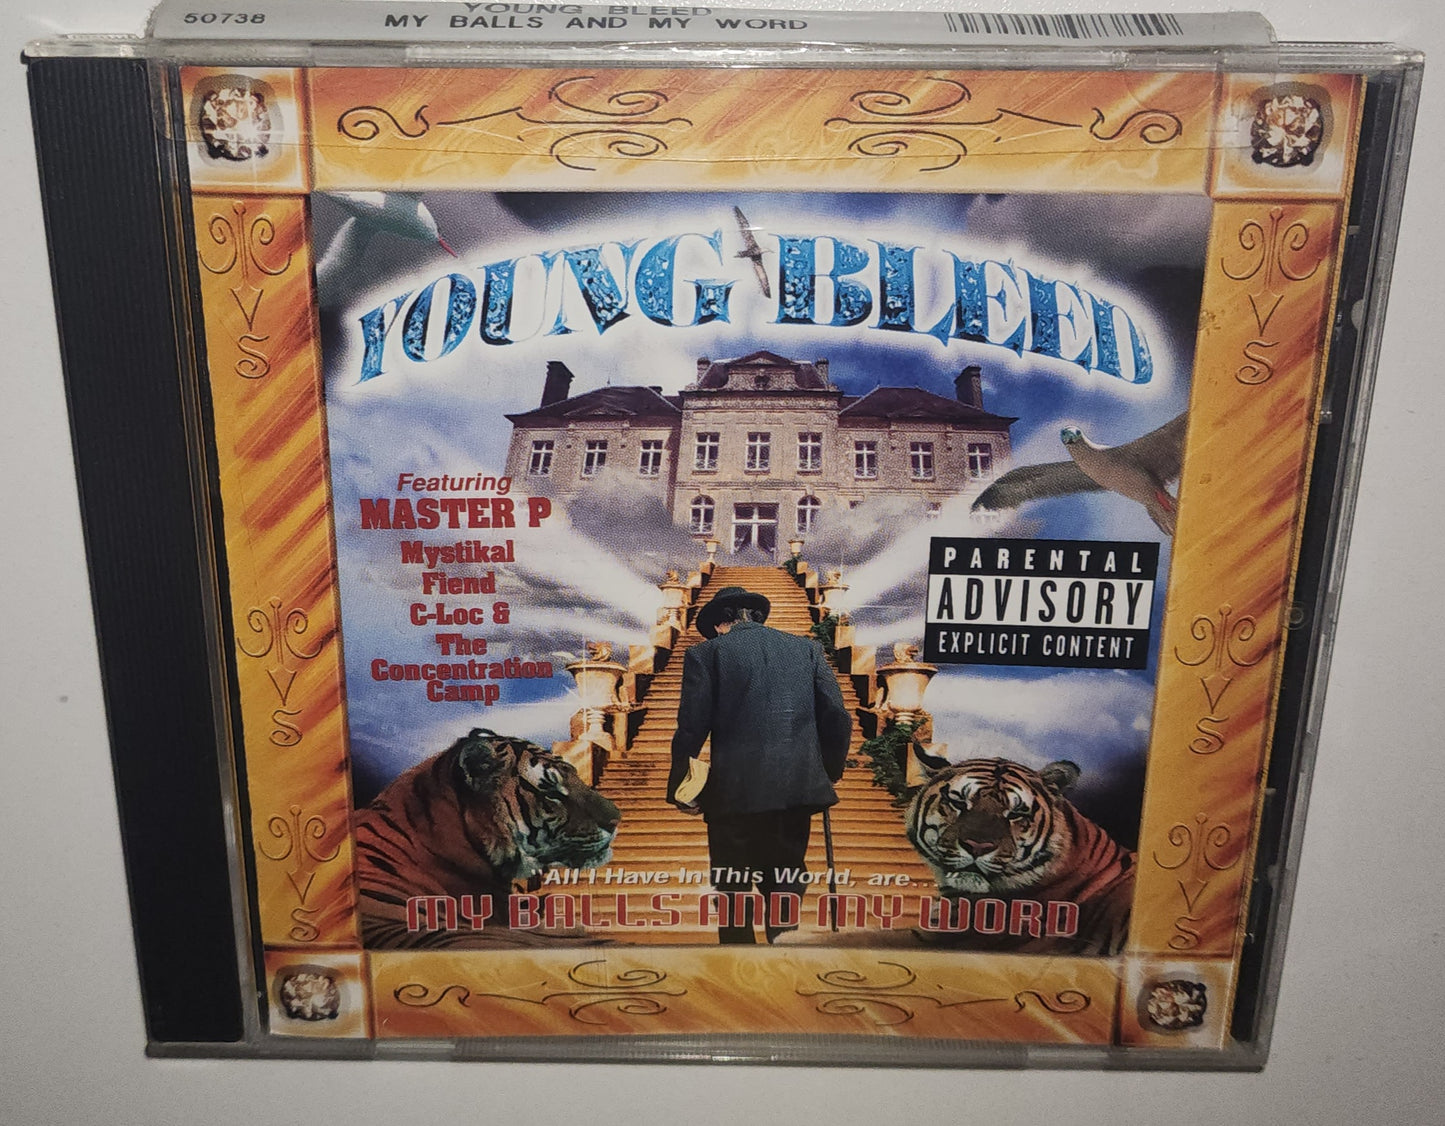 YOUNG BLEED
50738
MY BALLS AND MY WORD
YOUNG BLEED
Featuring
MASTER P
Mystikal
Fiend
C-Loc &
The
Concentration
Camp
PARENTAL
ADVISORY
EXPLICIT CONTENT
"All I Have In This World, are..."
MY BALLS AND MY WORD